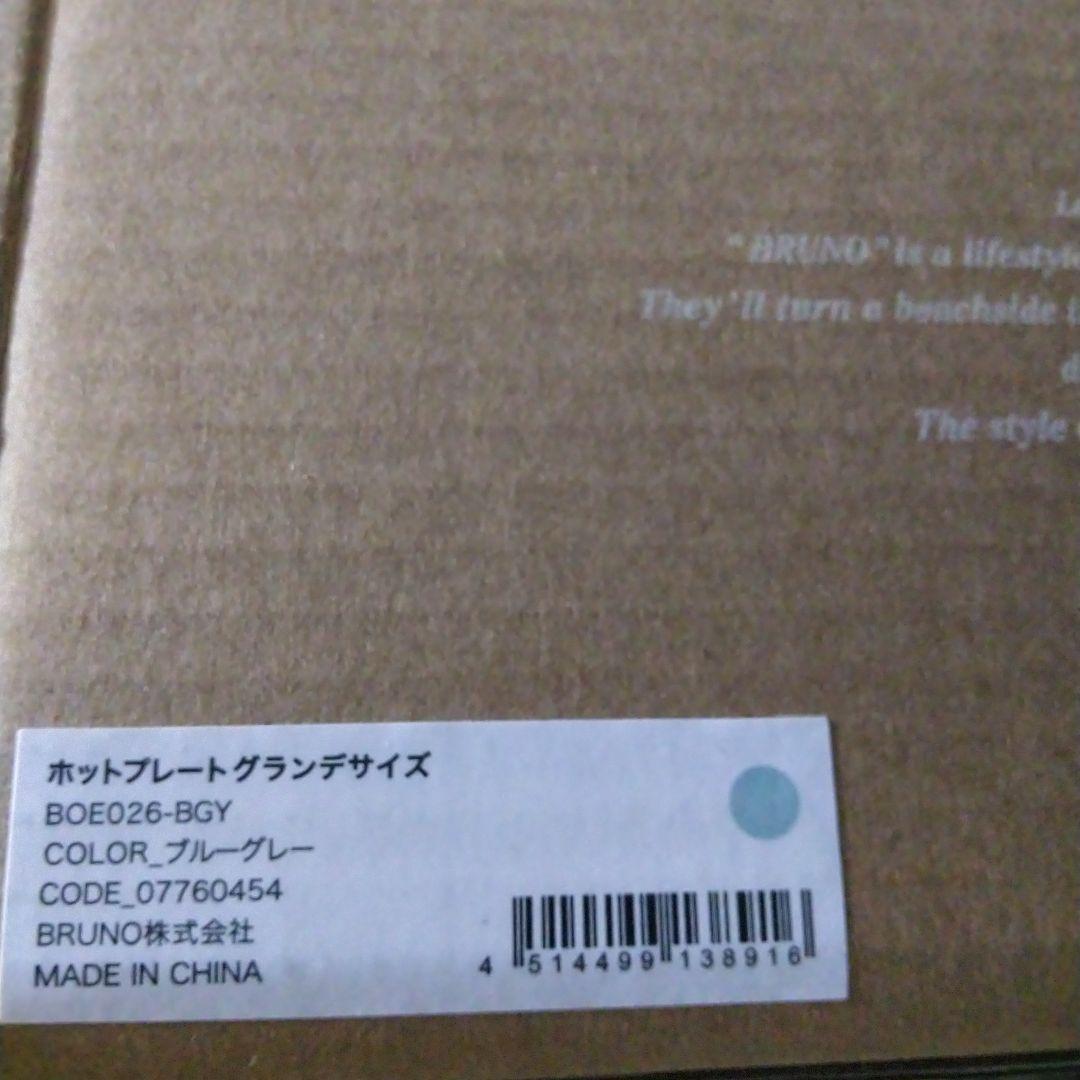 "BRUNO" is a lifestyle
They'll turn a beachside
The style
ホットプレートグランデサイズ
BOE026-BGY
COLOR_ブルーグレー
CODE_07760454
BRUNO株式会社
MADE IN CHINA
4 514499 138916